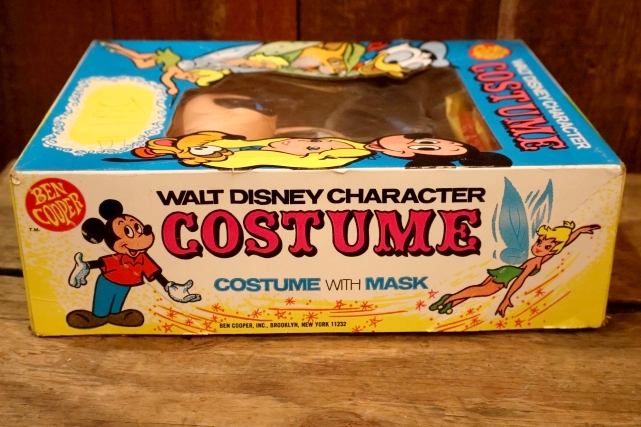 WALT DISNEY CHARACTER
COSTUME
BEN
COOPER
T.M.
WALT DISNEY CHARACTER
COSTUME
COSTUME WITH MASK
BEN COOPER, INC., BROOKLYN, NEW YORK 11232